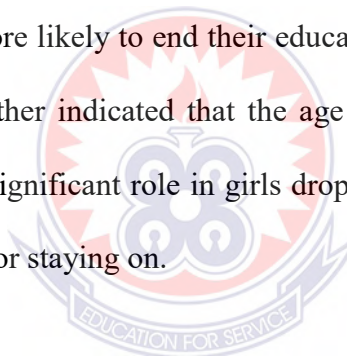 ore likely to end their educa
ther indicated that the age
significant role in girls drop
or staying on.
EDUCATION FOR SERVICE